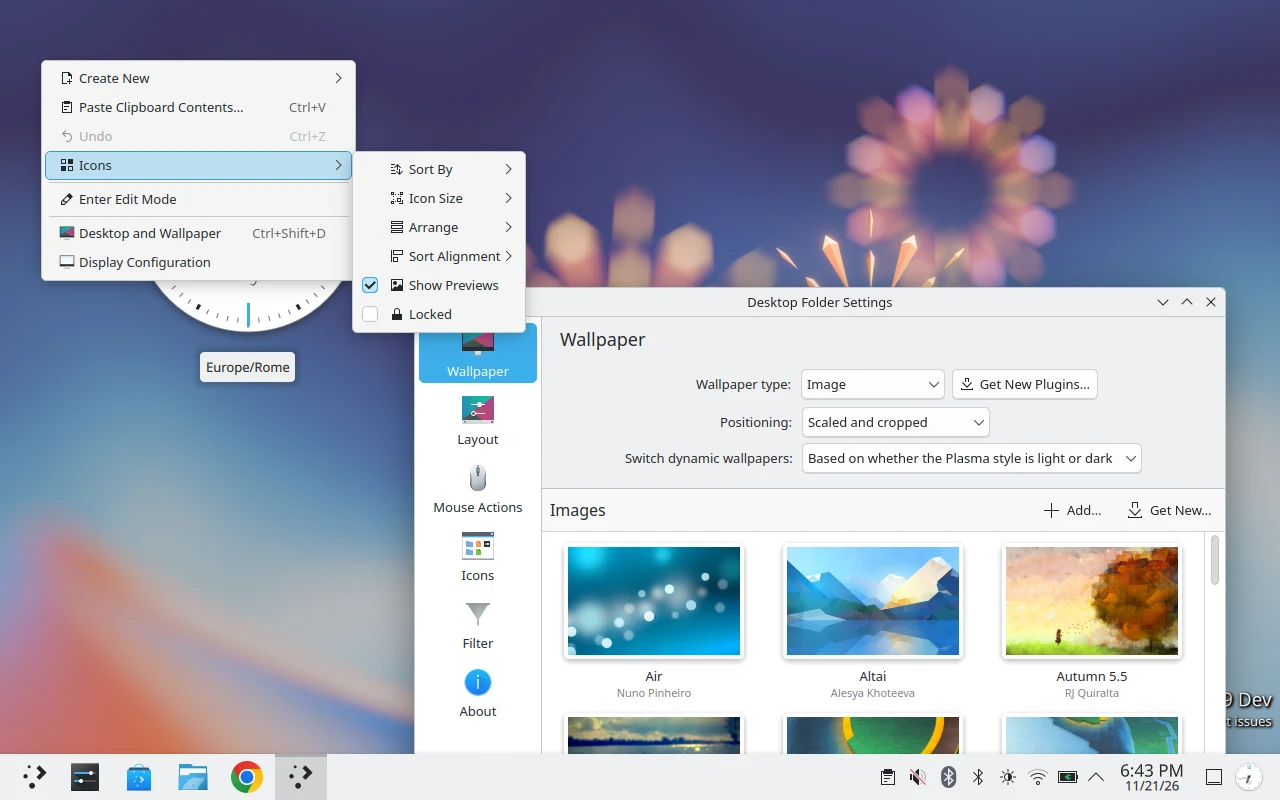 Create New
Paste Clipboard Contents... Ctrl+V
Undo Ctrl+Z
Icons
Enter Edit Mode
Desktop and Wallpaper Ctrl+Shift+D
Display Configuration
Sort By
Icon Size
Arrange
Sort Alignment
Show Previews
Locked
Europe/Rome
Desktop Folder Settings
Wallpaper
Layout
Mouse Actions
Icons
Filter
About
Wallpaper
Wallpaper type: Image Get New Plugins...
Positioning: Scaled and cropped
Switch dynamic wallpapers: Based on whether the Plasma style is light or dark
Images Add... Get New...
Air
Nuno Pinheiro
Altai
Alesya Khoteeva
Autumn 5.5
RJ Quiralta
9 Dev
t issues
6:43 PM
11/21/26